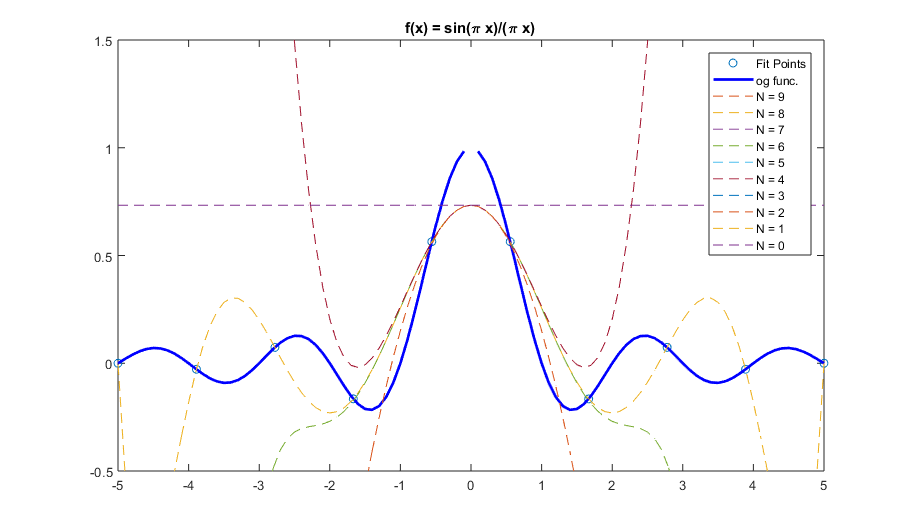 f(x) = sin(π x)/(π x)
1.5
1
0.5
0
-0.5
-5
-4
-3
-2
-1
0
1
2
3
4
5
Fit Points
og func.
N = 9
N = 8
N = 7
N = 6
N = 5
N = 4
N = 3
N = 2
N = 1
N = 0